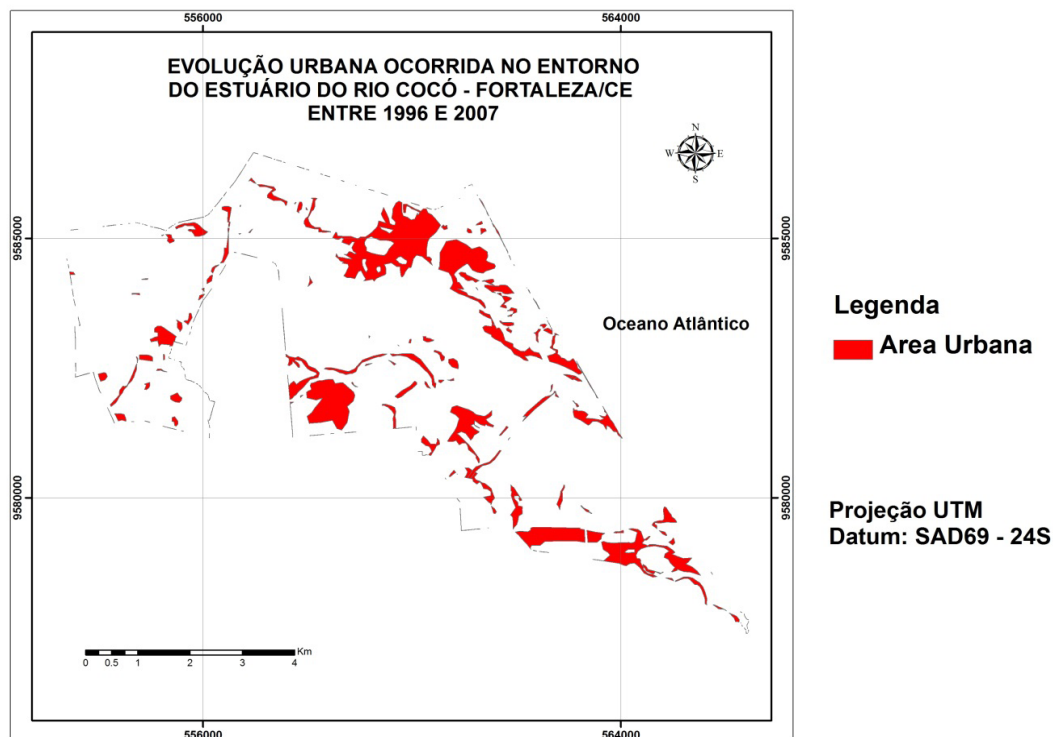 556000
564000
EVOLUÇÃO URBANA OCORRIDA NO ENTORNO
DO ESTUÁRIO DO RIO COCÓ - FORTALEZA/CE
ENTRE 1996 E 2007
N
W
E
S
9585000
9585000
Oceano Atlântico
Legenda
Area Urbana
9580000
9580000
Projeção UTM
Datum: SAD69 - 24S
Km
0 0.5 1 2 3 4
556000
564000